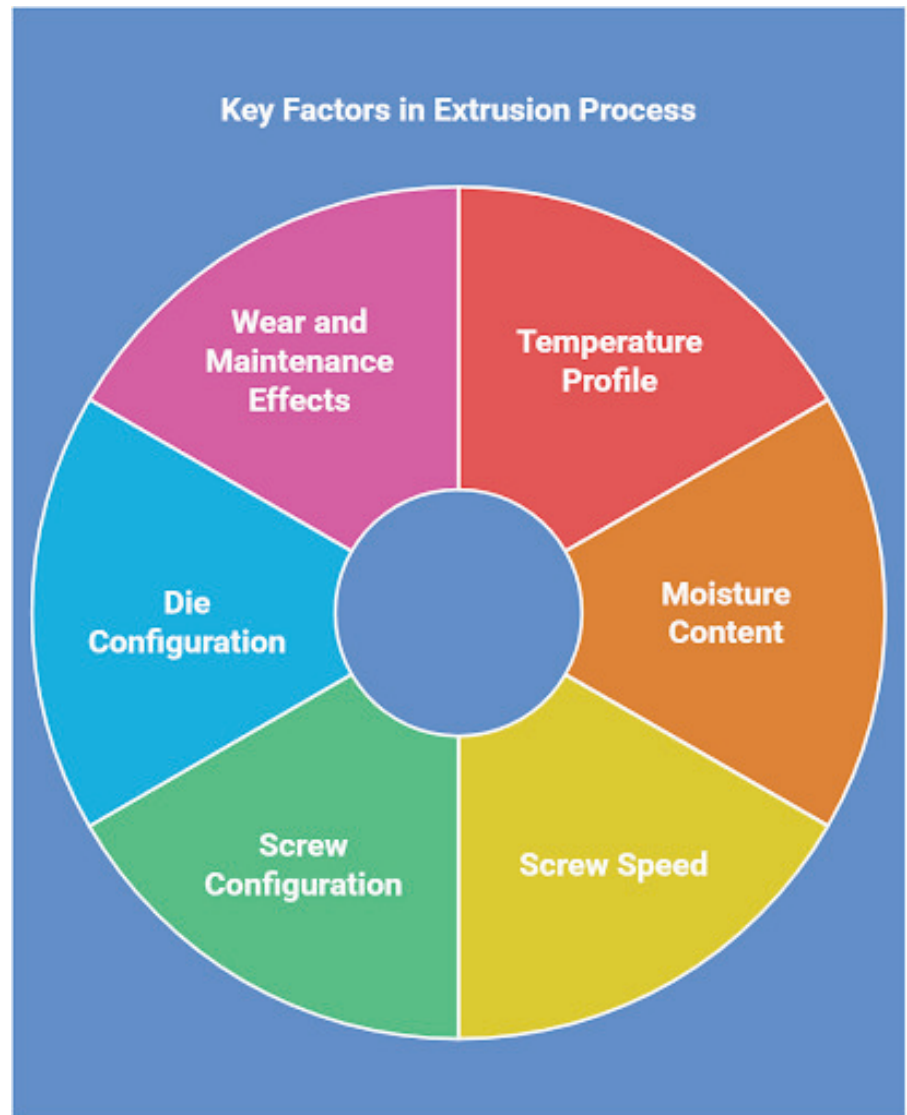 Key Factors in Extrusion Process
Temperature
Profile
Moisture
Content
Screw Speed
Screw
Configuration
Die
Configuration
Wear and
Maintenance
Effects